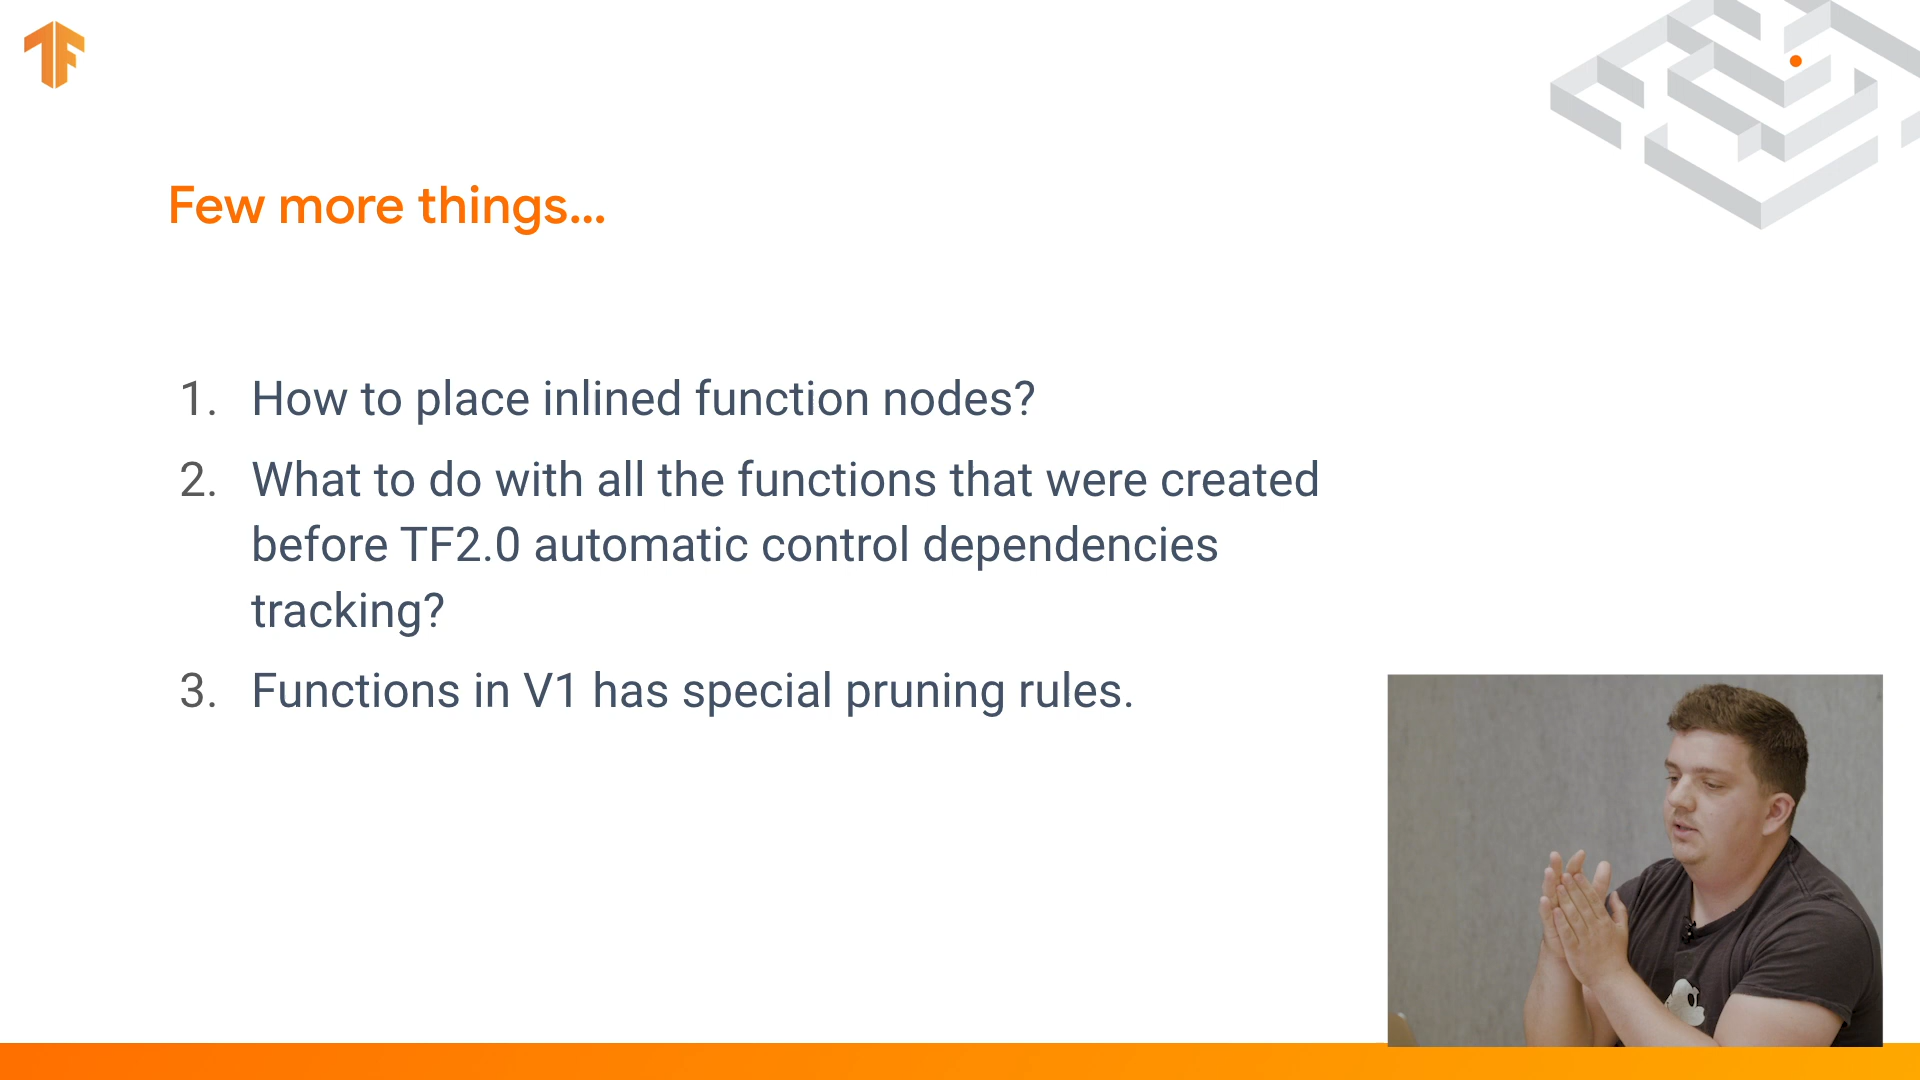 Few more things...
1. How to place inlined function nodes?
2. What to do with all the functions that were created
before TF2.0 automatic control dependencies
tracking?
3. Functions in V1 has special pruning rules.